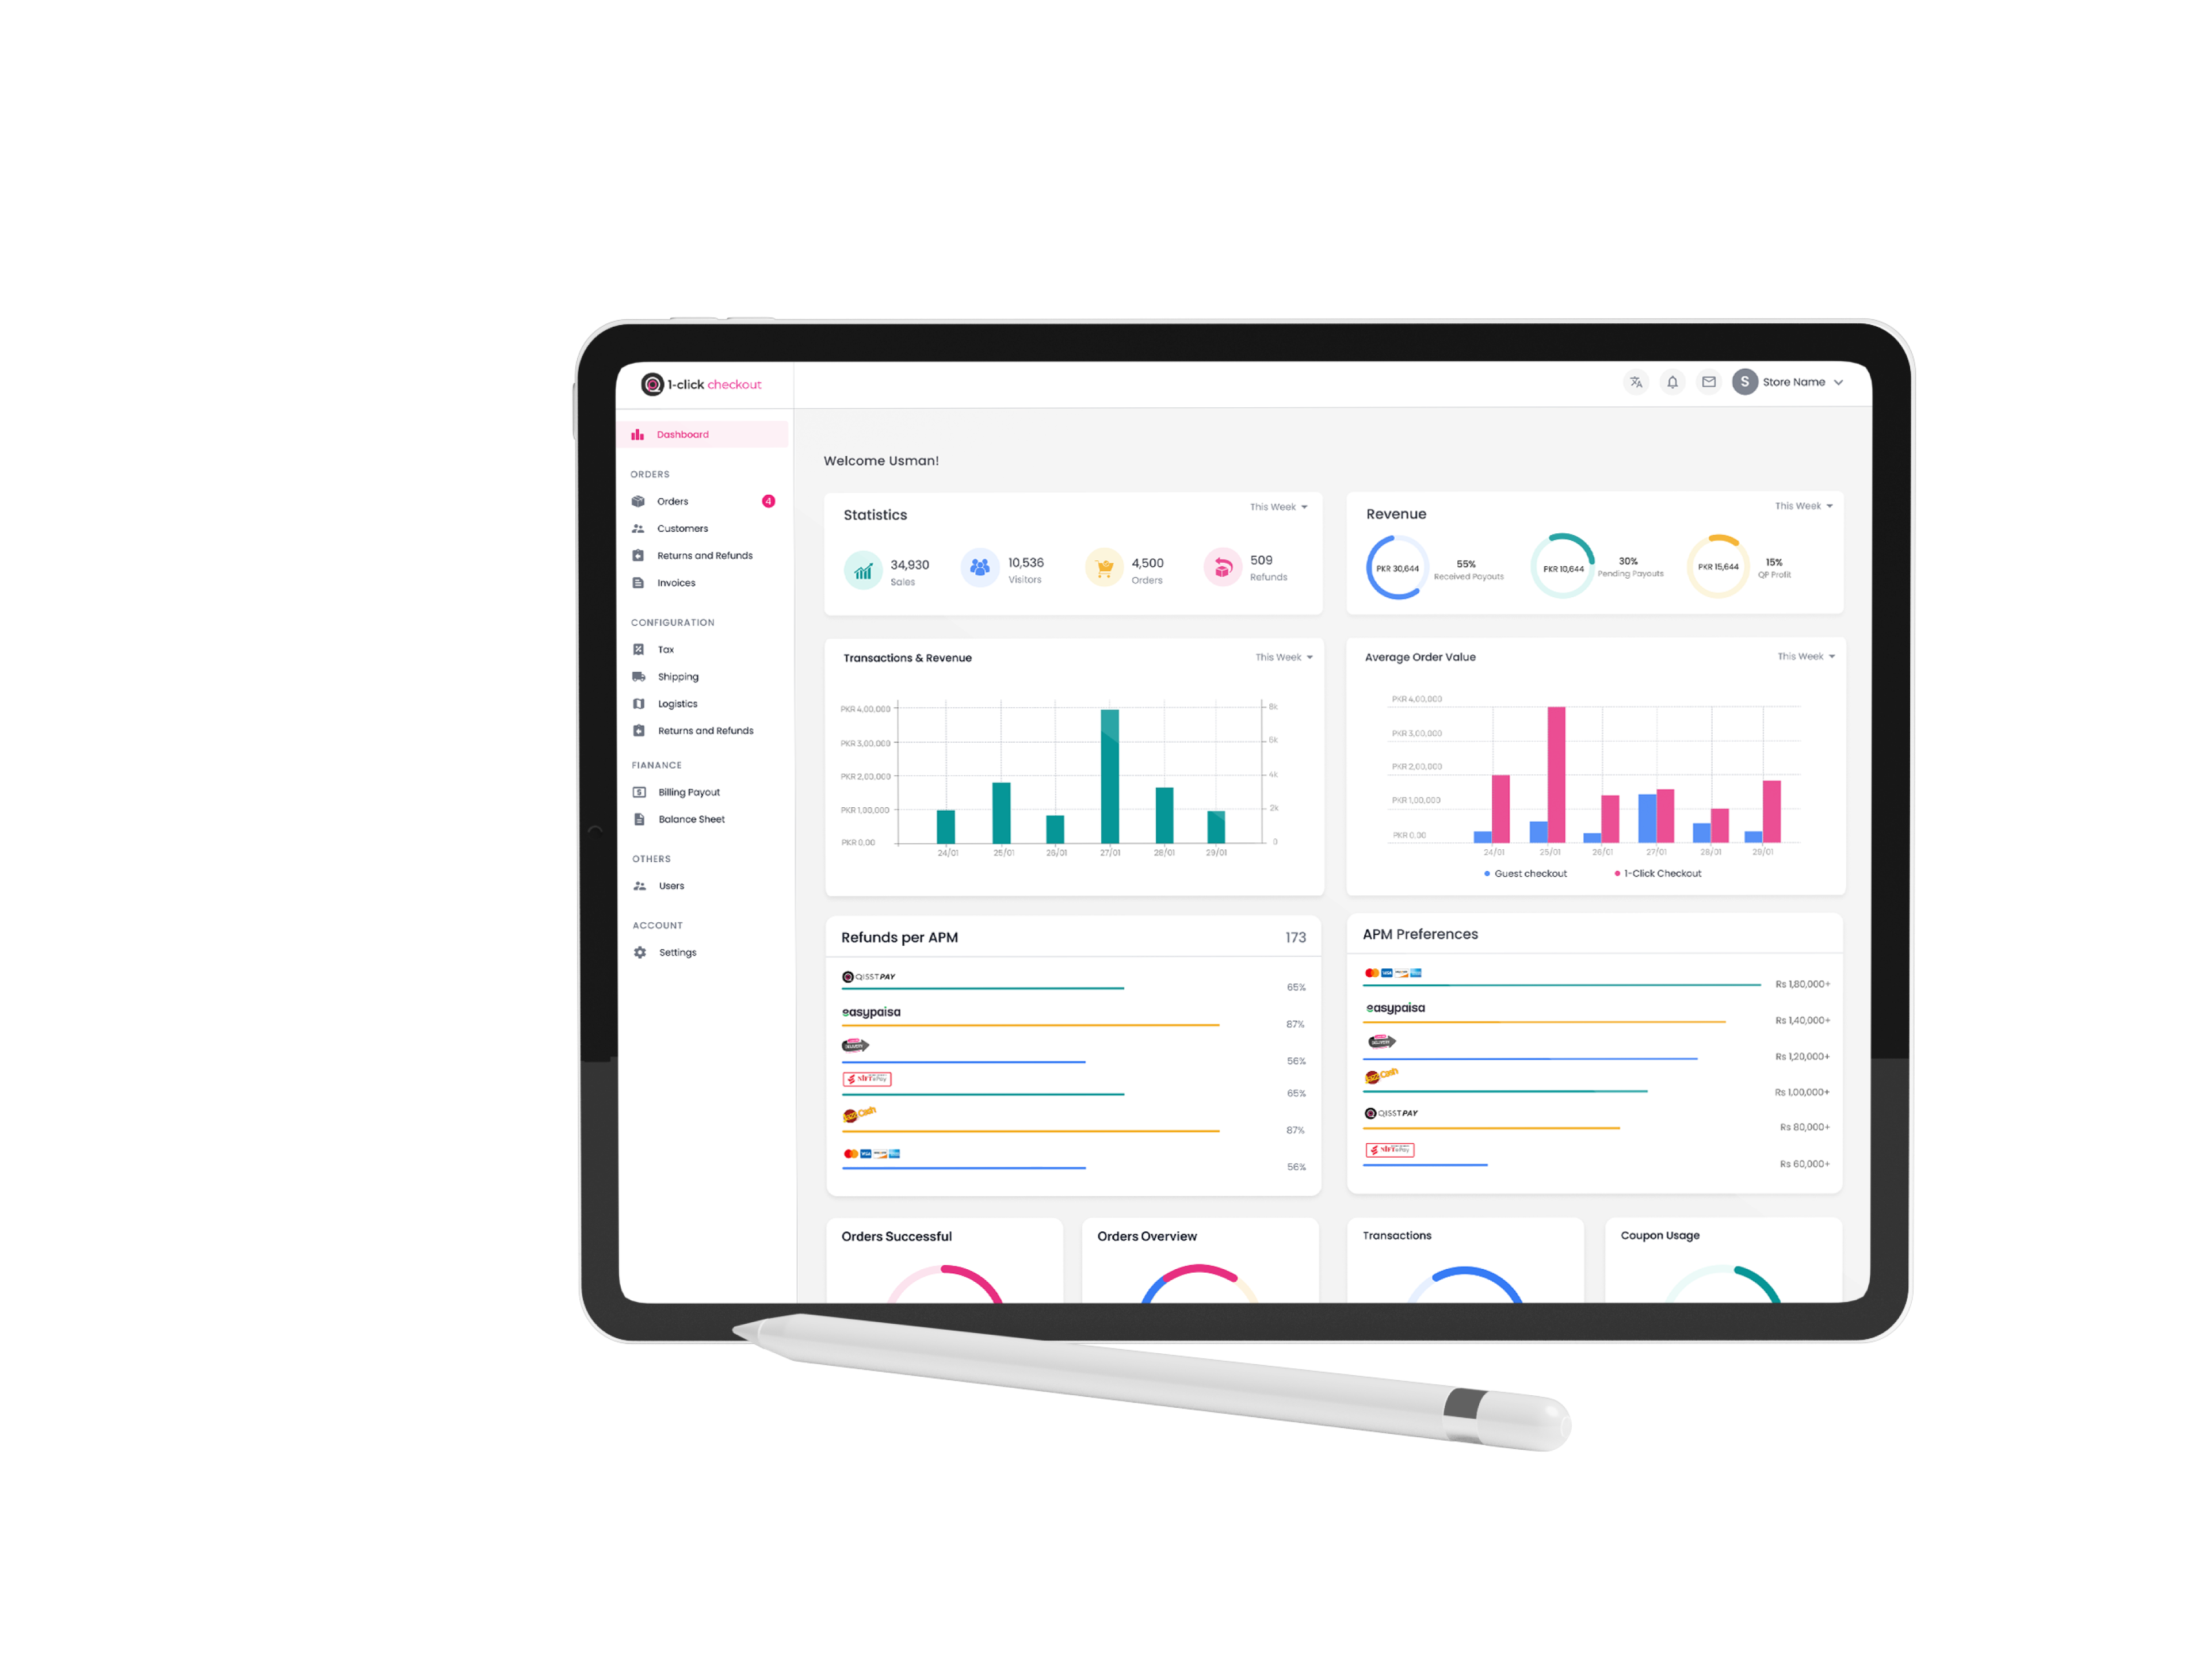 1-click checkout
Store Name
S
Dashboard
ORDERS
Orders
4
Customers
Returns and Refunds
Invoices
CONFIGURATION
Tax
Shipping
Logistics
Returns and Refunds
FIANANCE
Billing Payout
Balance Sheet
OTHERS
Users
ACCOUNT
Settings
Welcome Usman!
Statistics
This Week
34,930
Sales
10,536
Visitors
4,500
Orders
509
Refunds
Revenue
This Week
PKR 30,644
55%
Received Payouts
PKR 10,644
30%
Pending Payouts
PKR 15,644
15%
QP Profit
Transactions & Revenue
This Week
PKR 4,00,000
PKR 3,00,000
PKR 2,00,000
PKR 1,00,000
PKR 0,00
8k
6k
4k
2k
0
24/01
25/01
26/01
27/01
28/01
29/01
Average Order Value
This Week
PKR 4,00,000
PKR 3,00,000
PKR 2,00,000
PKR 1,00,000
PKR 0,00
24/01
25/01
26/01
27/01
28/01
29/01
Guest checkout
1-Click Checkout
Refunds per APM
173
QISSTPAY
65%
easypaisa
87%
DELIVERY
56%
65%
87%
VISA
56%
APM Preferences
VISA
Rs 1,80,000+
easypaisa
Rs 1,40,000+
DELIVERY
Rs 1,20,000+
Rs 1,00,000+
QISSTPAY
Rs 80,000+
Rs 60,000+
Orders Successful
Orders Overview
Transactions
Coupon Usage